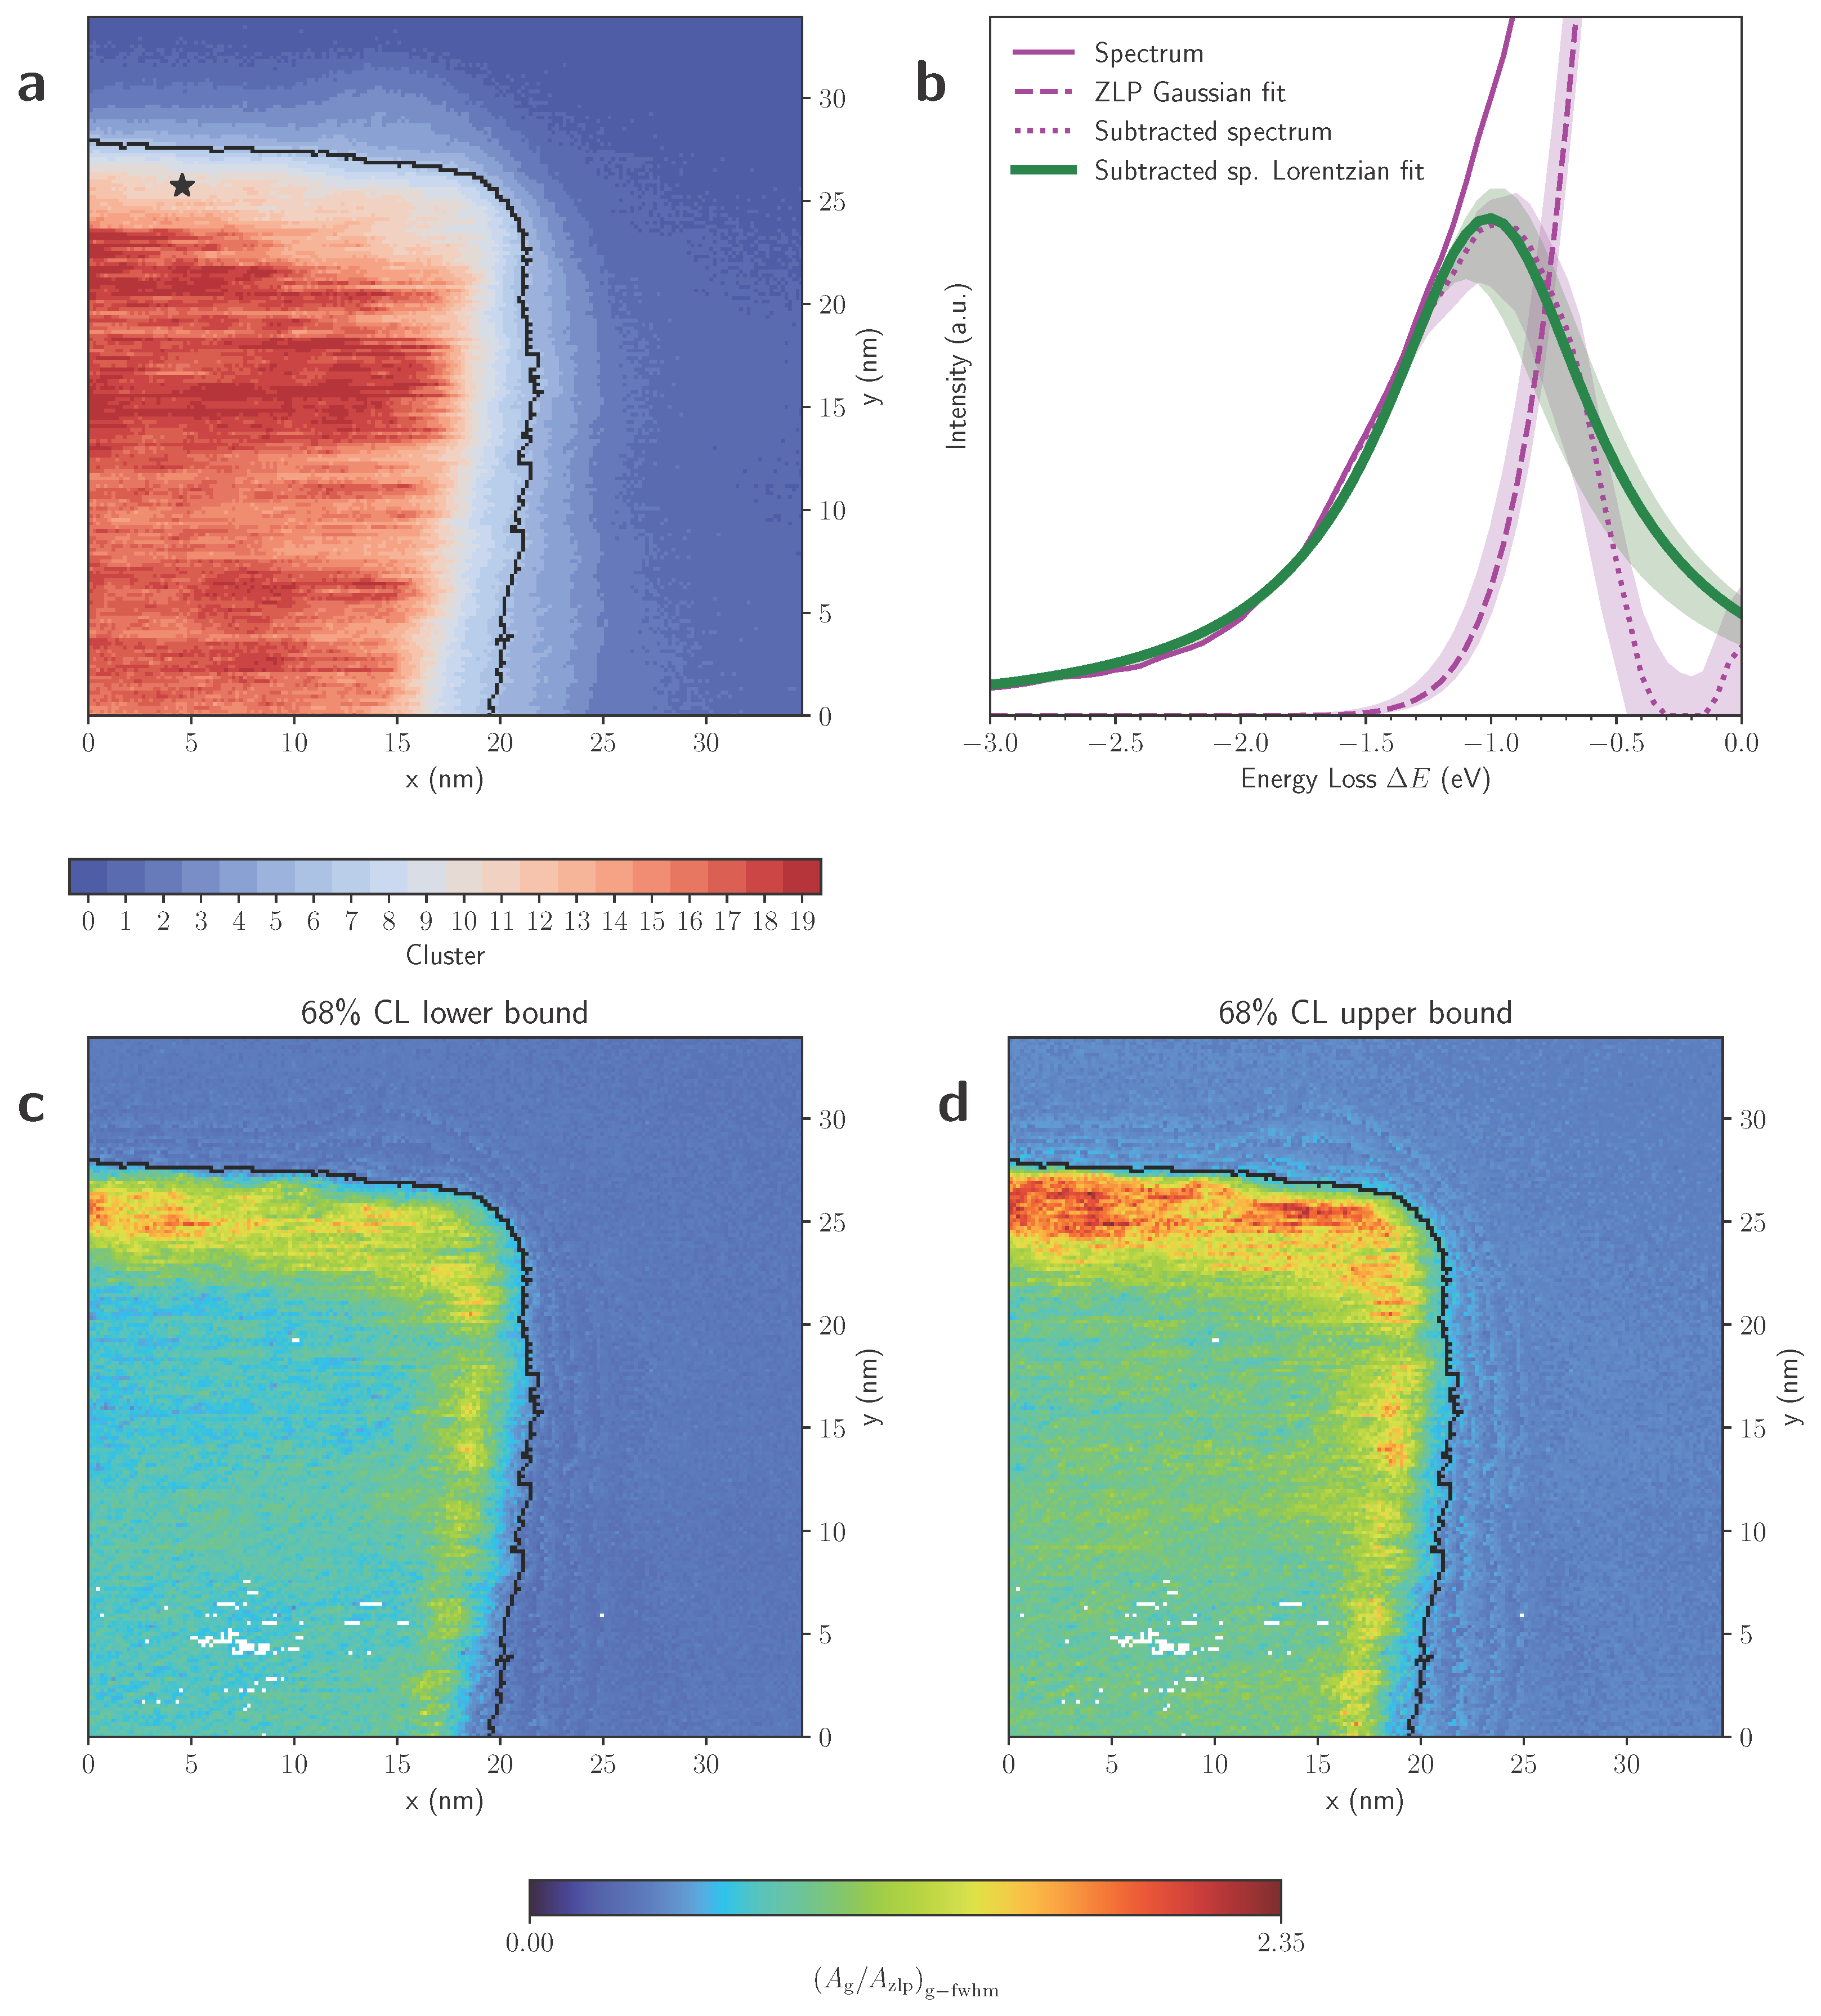 a
30
25
20
15
10
5
0
y (nm)
0 5 10 15 20 25 30
x (nm)
b
Spectrum
ZLP Gaussian fit
Subtracted spectrum
Subtracted sp. Lorentzian fit
Intensity (a.u.)
−3.0 −2.5 −2.0 −1.5 −1.0 −0.5 0.0
Energy Loss ΔE (eV)
0 1 2 3 4 5 6 7 8 9 10 11 12 13 14 15 16 17 18 19
Cluster
68% CL lower bound
c
30
25
20
15
10
5
0
y (nm)
0 5 10 15 20 25 30
x (nm)
68% CL upper bound
d
30
25
20
15
10
5
0
y (nm)
0 5 10 15 20 25 30
x (nm)
0.00 2.35
(A_g/A_zlp)_g−fwhm